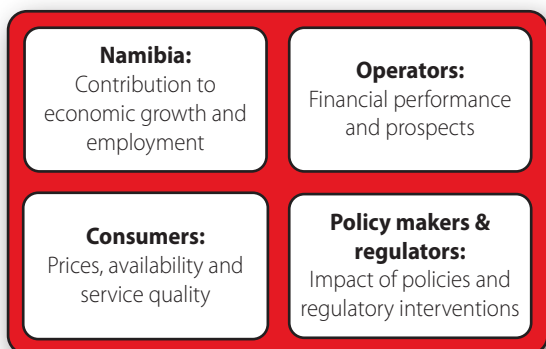 Namibia:
Contribution to
economic growth and
employment
Operators:
Financial performance
and prospects
Consumers:
Prices, availability and
service quality
Policy makers &
regulators:
Impact of policies and
regulatory interventions